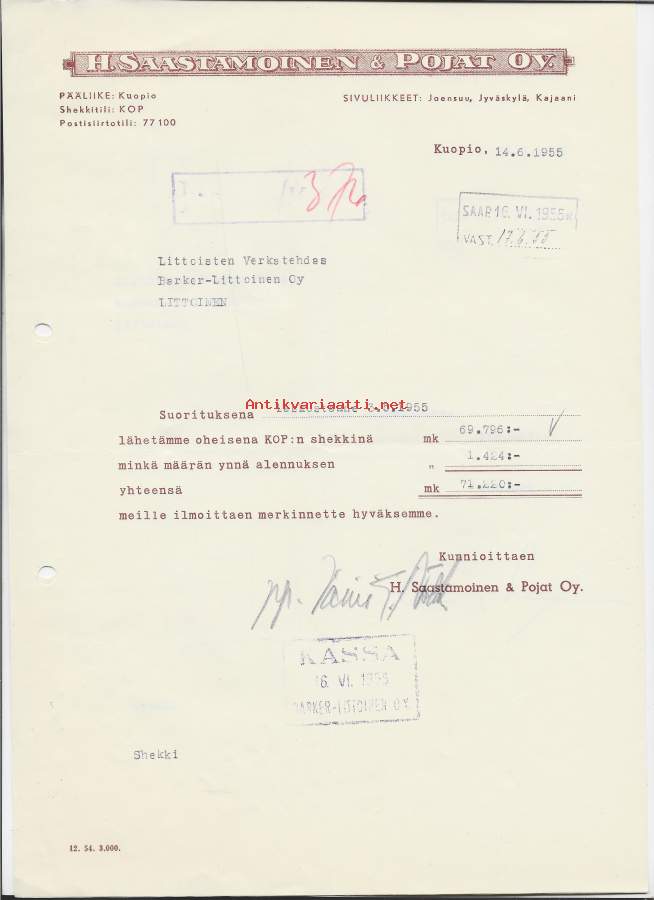 H. SAASTAMOINEN & POJAT OY.
PÄÄLIIKE: Kuopio
Shekkitili: KOP
Postisiirtotili: 77 100
SIVULIIKKEET: Joensuu, Jyväskylä, Kajaani
Kuopio, 14.6.1955
SAAP. 16. VI. 1955
VAST. 17.6.55
Littoisten Verkatehdas
Barker-Littoinen Oy
LITTOINEN
Antikvariaatti.net
Suorituksena 1955
lähetämme oheisena KOP:n shekkinä mk 69.796:-
minkä määrän ynnä alennuksen „ 1.424:-
yhteensä mk 71.220:-
meille ilmoittaen merkinnette hyväksemme.
Kunnioittaen
H. Saastamoinen & Pojat Oy.
pp.
KASSA
16. VI. 1955
BARKER-LITTOINEN OY.
Shekki
12. 54. 3.000.